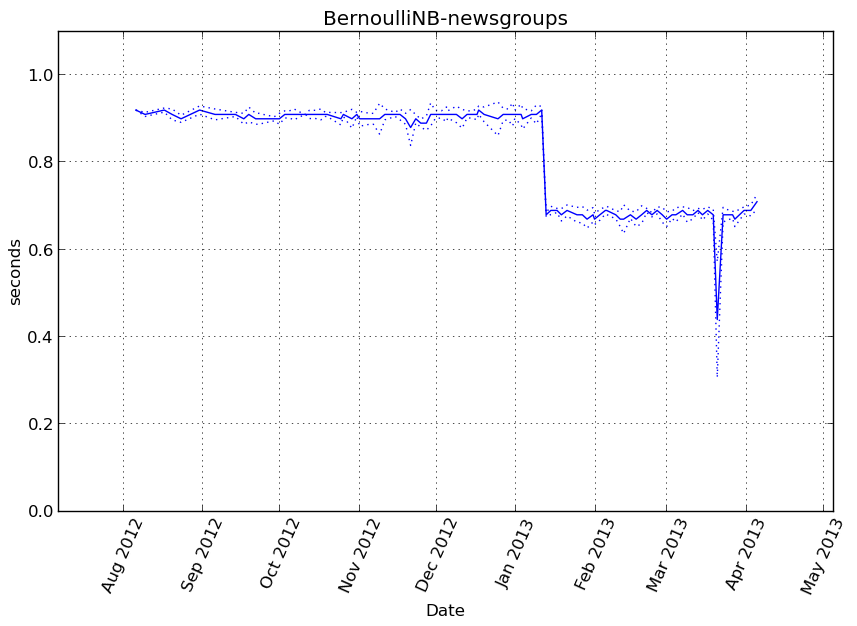 BernoulliNB-newsgroups
1.0
0.8
0.6
0.4
0.2
0.0
seconds
Aug 2012
Sep 2012
Oct 2012
Nov 2012
Dec 2012
Jan 2013
Feb 2013
Mar 2013
Apr 2013
May 2013
Date